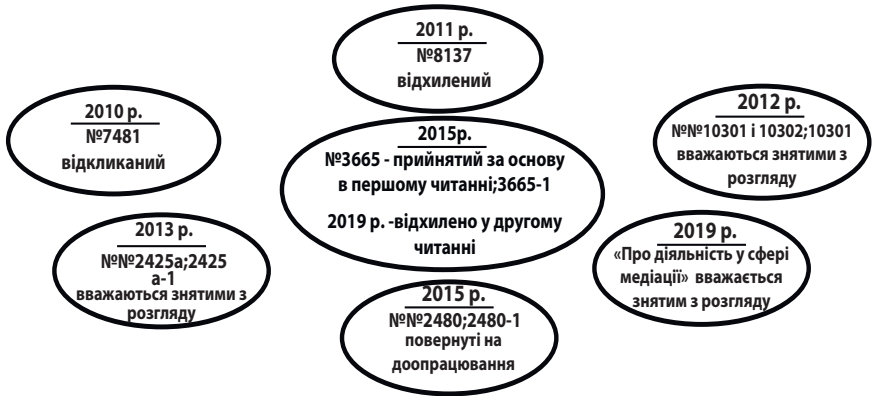 2011 р.
№8137
відхилений
2010 р.
№7481
відкликаний
2015р.
№3665 - прийнятий за основу
в першому читанні;3665-1
2019 р. -відхилено у другому
читанні
2012 р.
№№10301 і 10302;10301
вважаються знятими з
розгляду
2013 р.
№№2425а;2425
а-1
вважаються знятими з
розгляду
2015 р.
№№2480;2480-1
повернуті на
доопрацювання
2019 р.
«Про діяльність у сфері
медіації» вважається
знятим з розгляду